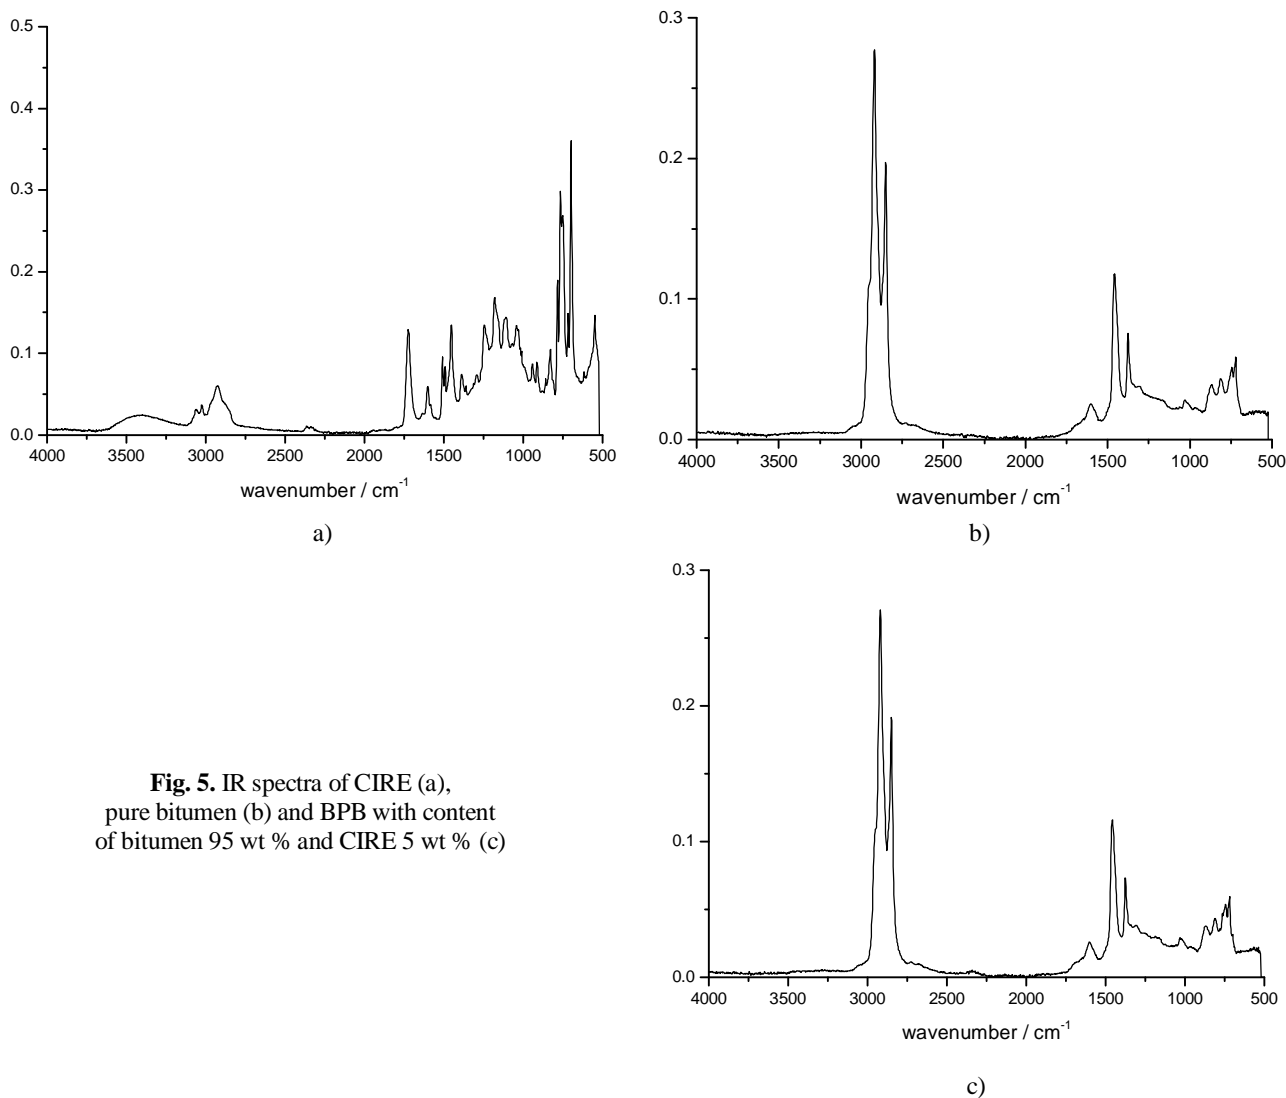 0.5
0.4
0.3
0.2
0.1
0.0
4000 3500 3000 2500 2000 1500 1000 500
wavenumber / cm-1
a)
0.3
0.2
0.1
0.0
4000 3500 3000 2500 2000 1500 1000 500
wavenumber / cm-1
b)
Fig. 5. IR spectra of CIRE (a),
pure bitumen (b) and BPB with content
of bitumen 95 wt % and CIRE 5 wt % (c)
0.3
0.2
0.1
0.0
4000 3500 3000 2500 2000 1500 1000 500
wavenumber / cm-1
c)